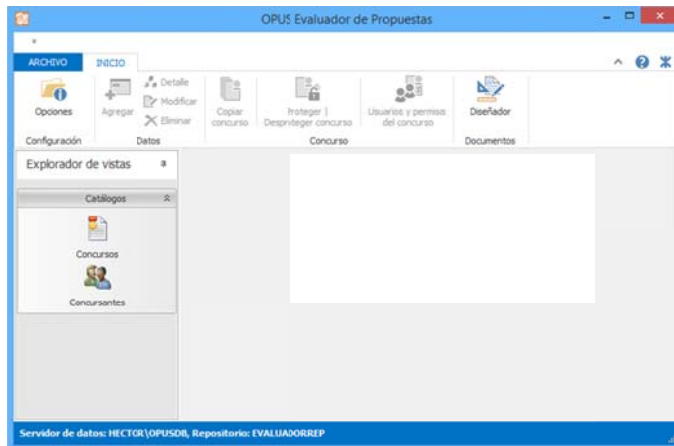 OPUS Evaluador de Propuestas
ARCHIVO INICIO
Opciones
Agregar
Detalle
Modificar
Eliminar
Copiar concurso
Proteger |
Desproteger concurso
Usuarios y permisos
del concurso
Diseñador
Configuración Datos Concurso Documentos
Explorador de vistas
Catálogos
Concursos
Concursantes
Servidor de datos: HECTOR\OPUSDB, Repositorio: EVALUADORREP